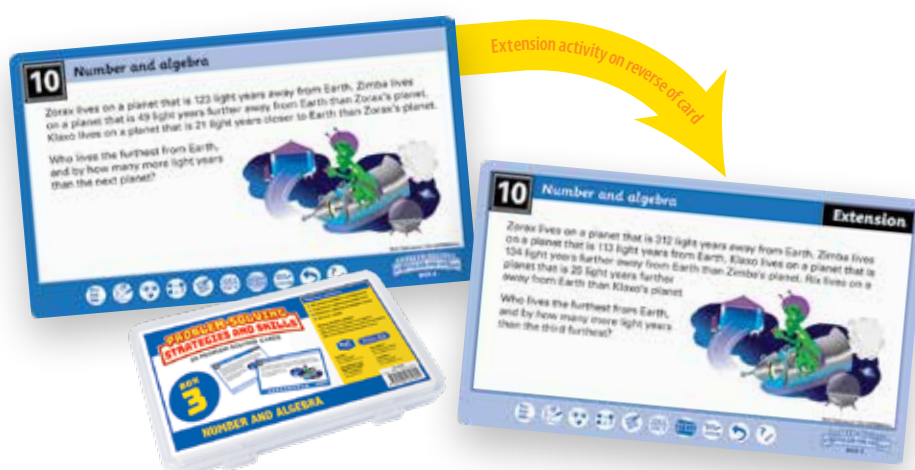 10 Number and algebra
Zorax lives on a planet that is 123 light years away from Earth, Zimba lives
on a planet that is 49 light years further away from Earth than Zorax's planet,
Klaxo lives on a planet that is 21 light years closer to Earth than Zorax's planet.
Who lives the furthest from Earth,
and by how many more light years
than the next planet?
Extension activity on reverse of card
10 Number and algebra
Extension
Zorax lives on a planet that is 312 light years away from Earth, Zimba lives
on a planet that is 113 light years from Earth, Klaxo lives on a planet that is
134 light years further away from Earth than Zimba's planet. Rix lives on a
planet that is 25 light years further
away from Earth than Klaxo's planet
Who lives the furthest from Earth,
and by how many more light years
than the third furthest?
PROBLEM-SOLVING
STRATEGIES AND SKILLS
PROBLEM-SOLVING CARDS
BOX
3
NUMBER AND ALGEBRA